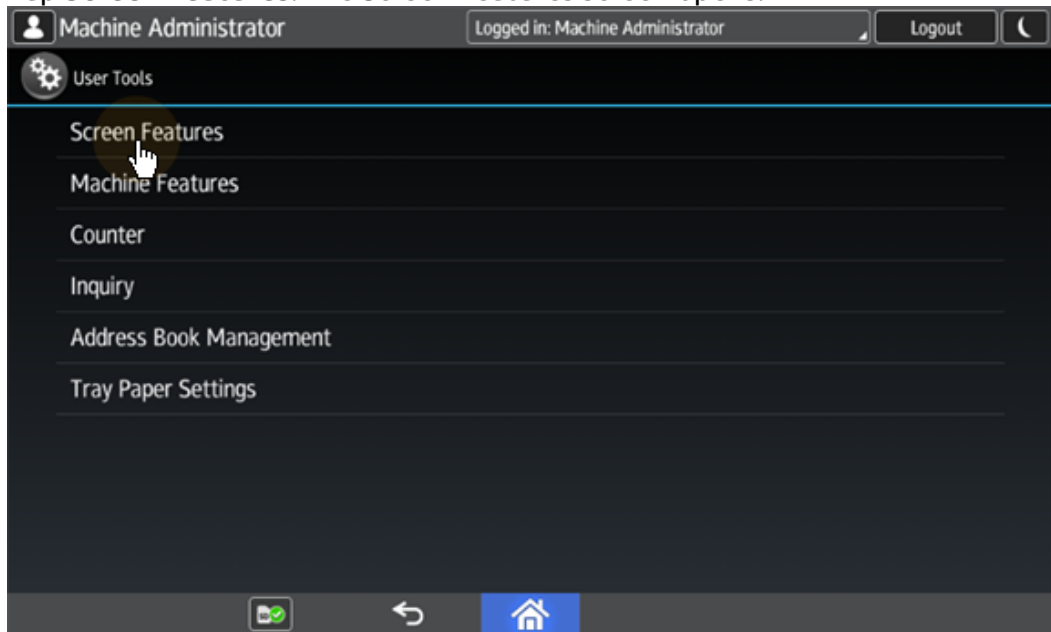 Machine Administrator Logged in: Machine Administrator Logout
User Tools
Screen Features
Machine Features
Counter
Inquiry
Address Book Management
Tray Paper Settings